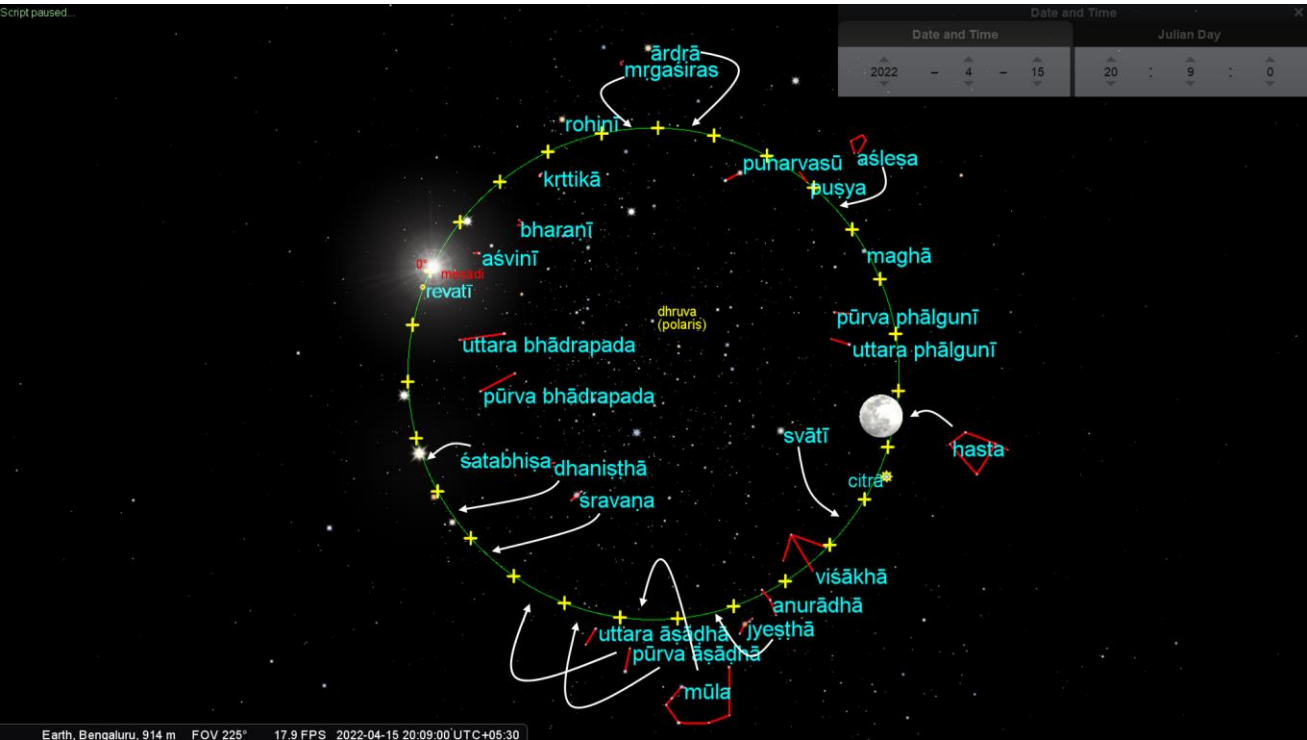 Script paused...
Date and Time
Date and Time
Julian Day
2022 - 4 - 15
20 : 9 : 0
ārdrā
mṛgaśiras
rohiṇī
punarvasū
aśleṣa
kṛttikā
puṣya
bharaṇī
maghā
aśvinī
0°
meṣādi
revatī
dhruva
(polaris)
pūrva phālgunī
uttara bhādrapada
uttara phālgunī
pūrva bhādrapada
svātī
hasta
śatabhiṣa
dhaniṣṭhā
citrā
śravaṇa
viśākhā
anurādhā
uttara āṣāḍhā
jyeṣṭhā
pūrva āṣāḍhā
mūla
Earth, Bengaluru, 914 m FOV 225° 17.9 FPS 2022-04-15 20:09:00 UTC+05:30